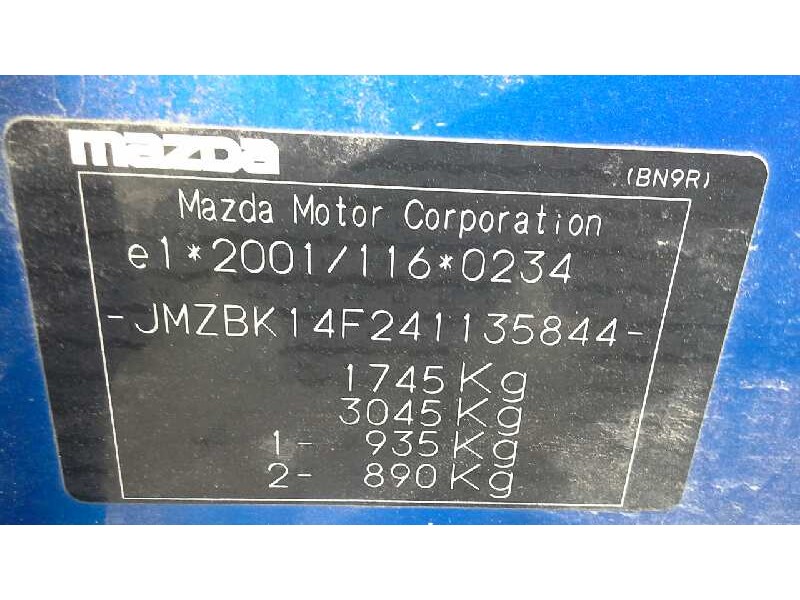 mazda
(BN9R)
Mazda Motor Corporation
e1*2001/116*0234
-JMZBK14F241135844-
1745Kg
3045Kg
1- 935Kg
2- 890Kg